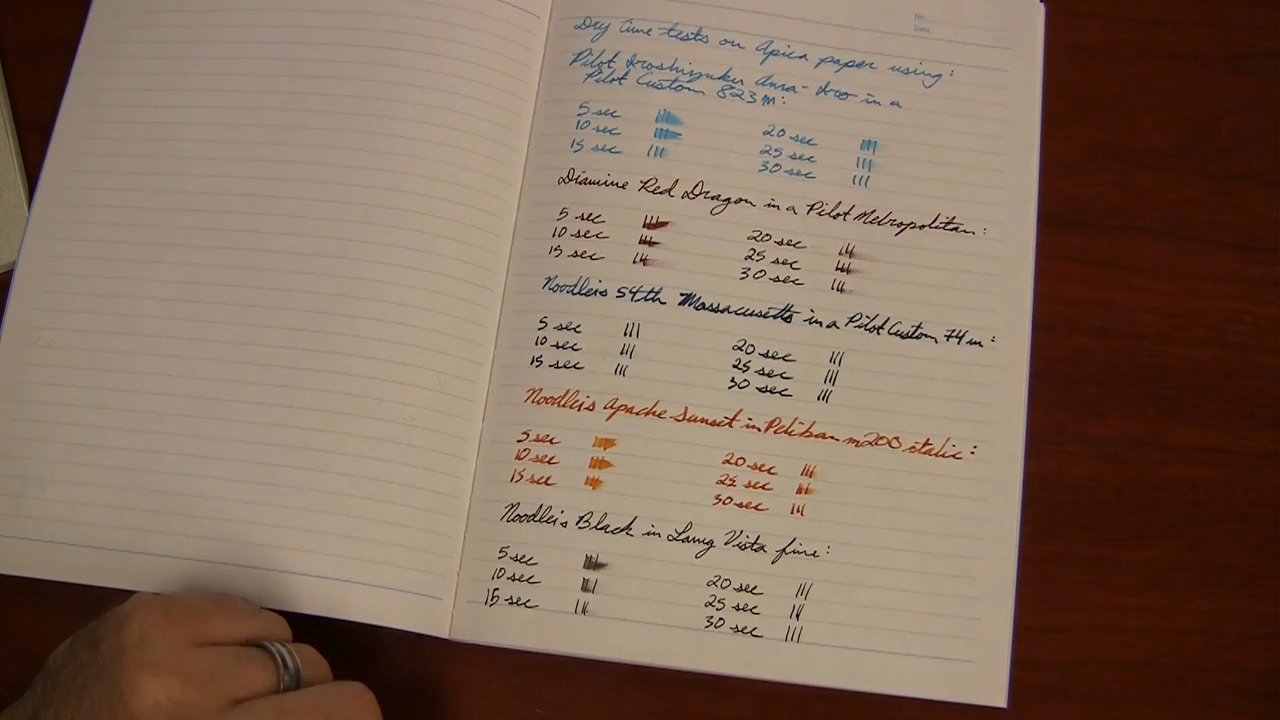 No.
Date.
Dry time tests on Apica paper using:
Pilot Iroshizuku Ama-Iro in a
Pilot Custom 823 m:
5 sec 20 sec
10 sec 25 sec
15 sec 30 sec
Diamine Red Dragon in a Pilot Metropolitan:
5 sec 20 sec
10 sec 25 sec
15 sec 30 sec
Noodler's 54th Massacusetts in a Pilot Custom 74 m:
5 sec 20 sec
10 sec 25 sec
15 sec 30 sec
Noodler's Apache Sunset in Pelikan m200 italic:
5 sec 20 sec
10 sec 25 sec
15 sec 30 sec
Noodler's Black in Lamy Vista fine:
5 sec 20 sec
10 sec 25 sec
15 sec 30 sec